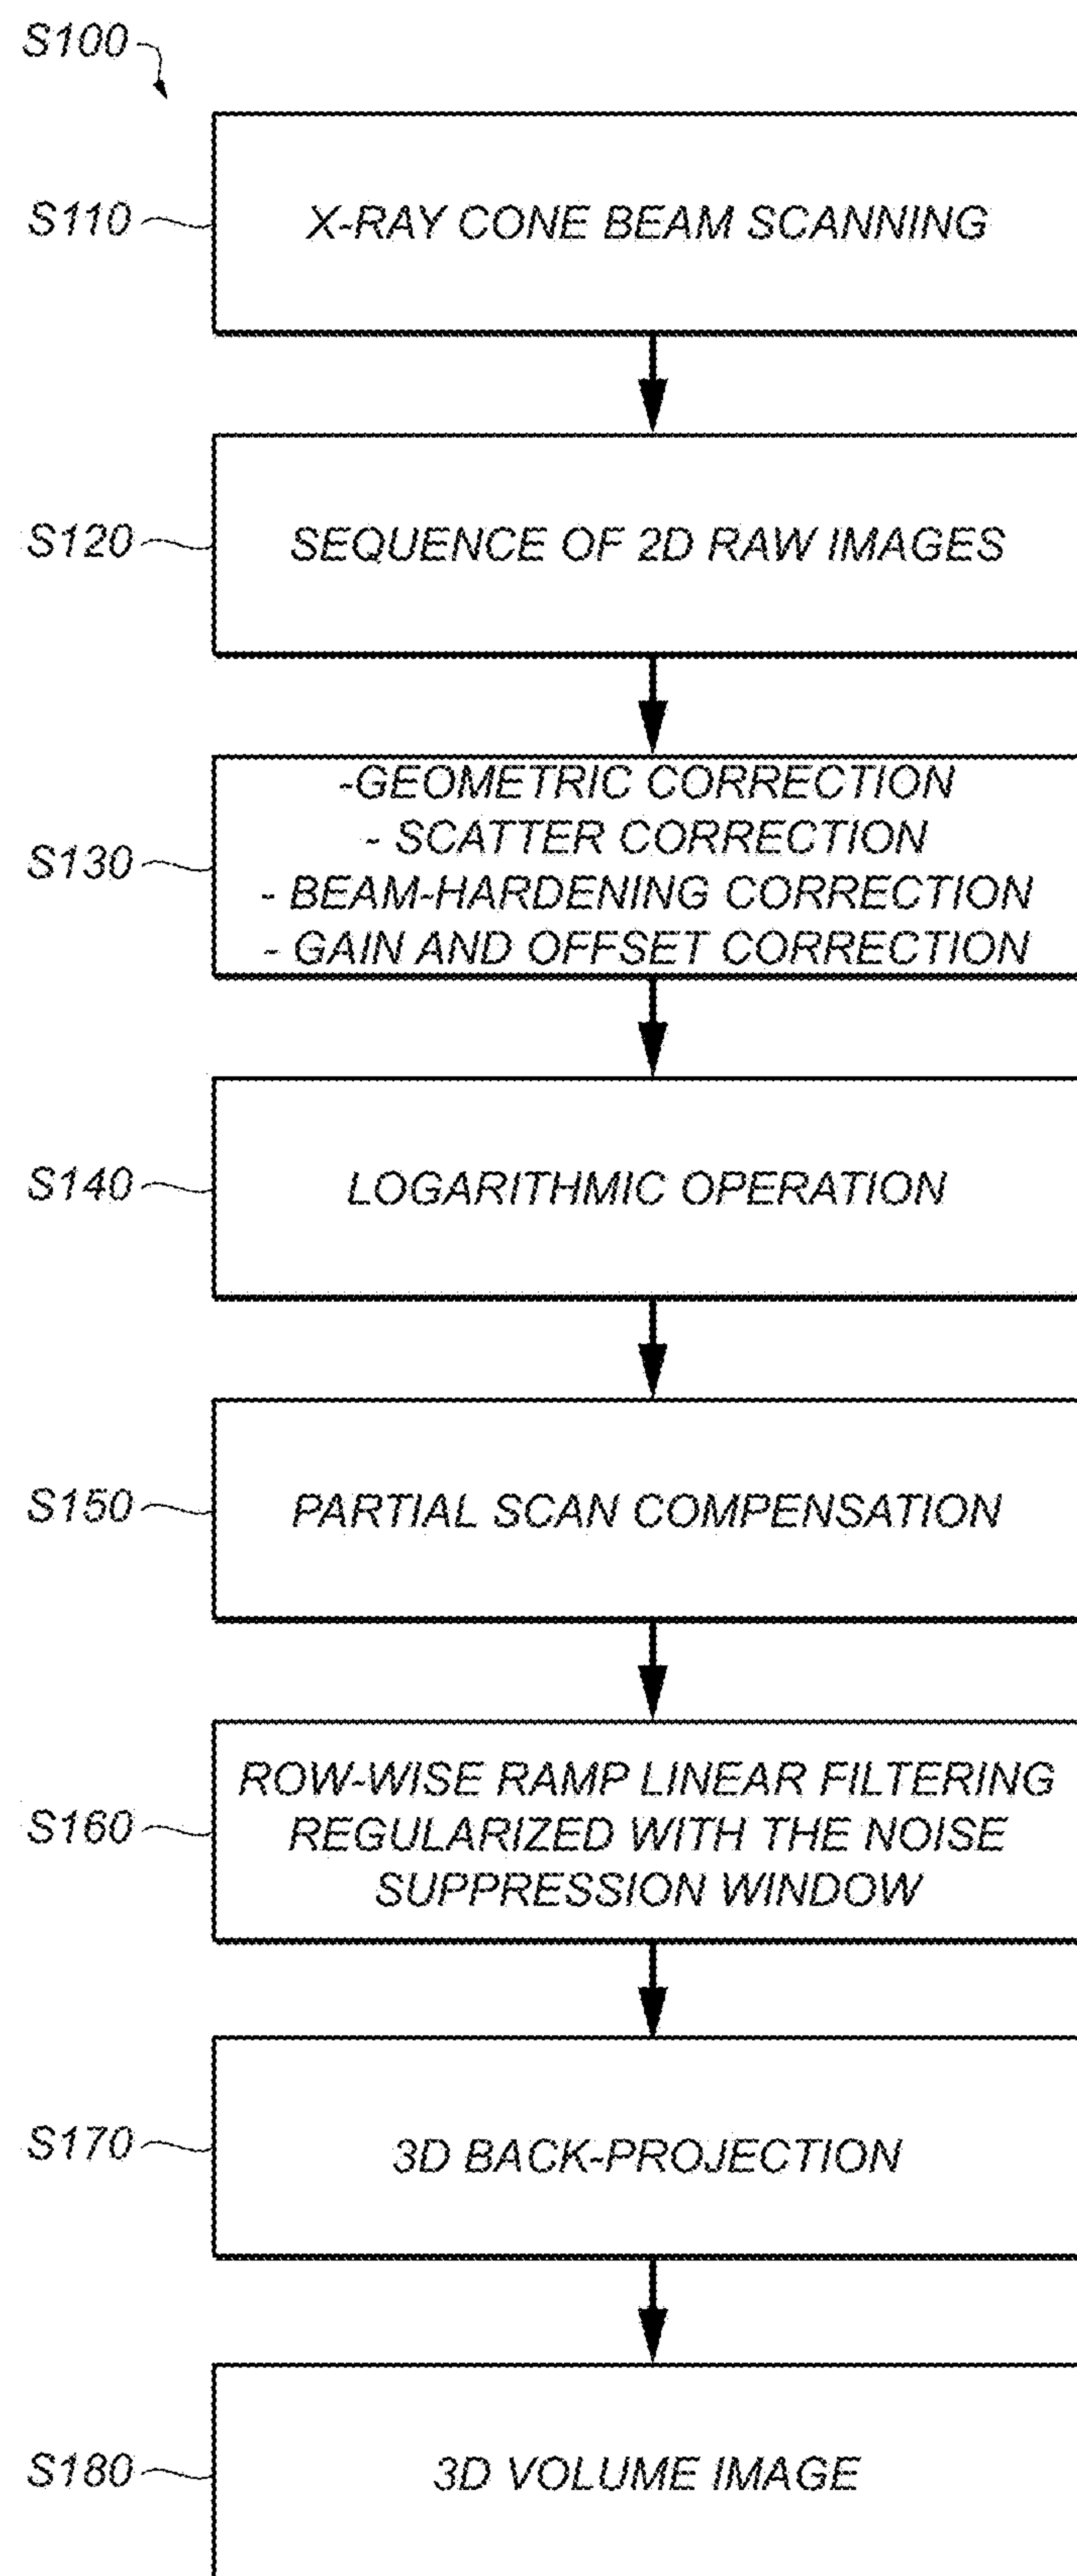 S100
S110
X-RAY CONE BEAM SCANNING
S120
SEQUENCE OF 2D RAW IMAGES
S130
-GEOMETRIC CORRECTION
- SCATTER CORRECTION
- BEAM-HARDENING CORRECTION
- GAIN AND OFFSET CORRECTION
S140
LOGARITHMIC OPERATION
S150
PARTIAL SCAN COMPENSATION
S160
ROW-WISE RAMP LINEAR FILTERING
REGULARIZED WITH THE NOISE
SUPPRESSION WINDOW
S170
3D BACK-PROJECTION
S180
3D VOLUME IMAGE